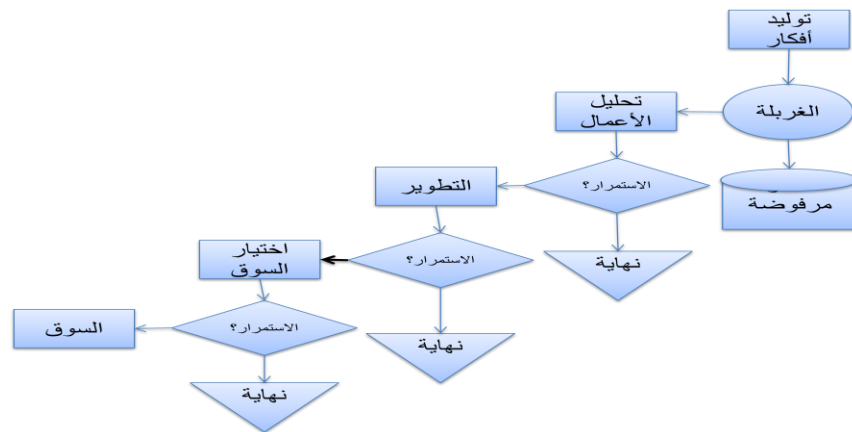 توليد
أفكار
الغربلة
مرفوضة
تحليل
الأعمال
الاستمرار؟
نهاية
التطوير
الاستمرار؟
نهاية
اختيار
السوق
الاستمرار؟
نهاية
السوق